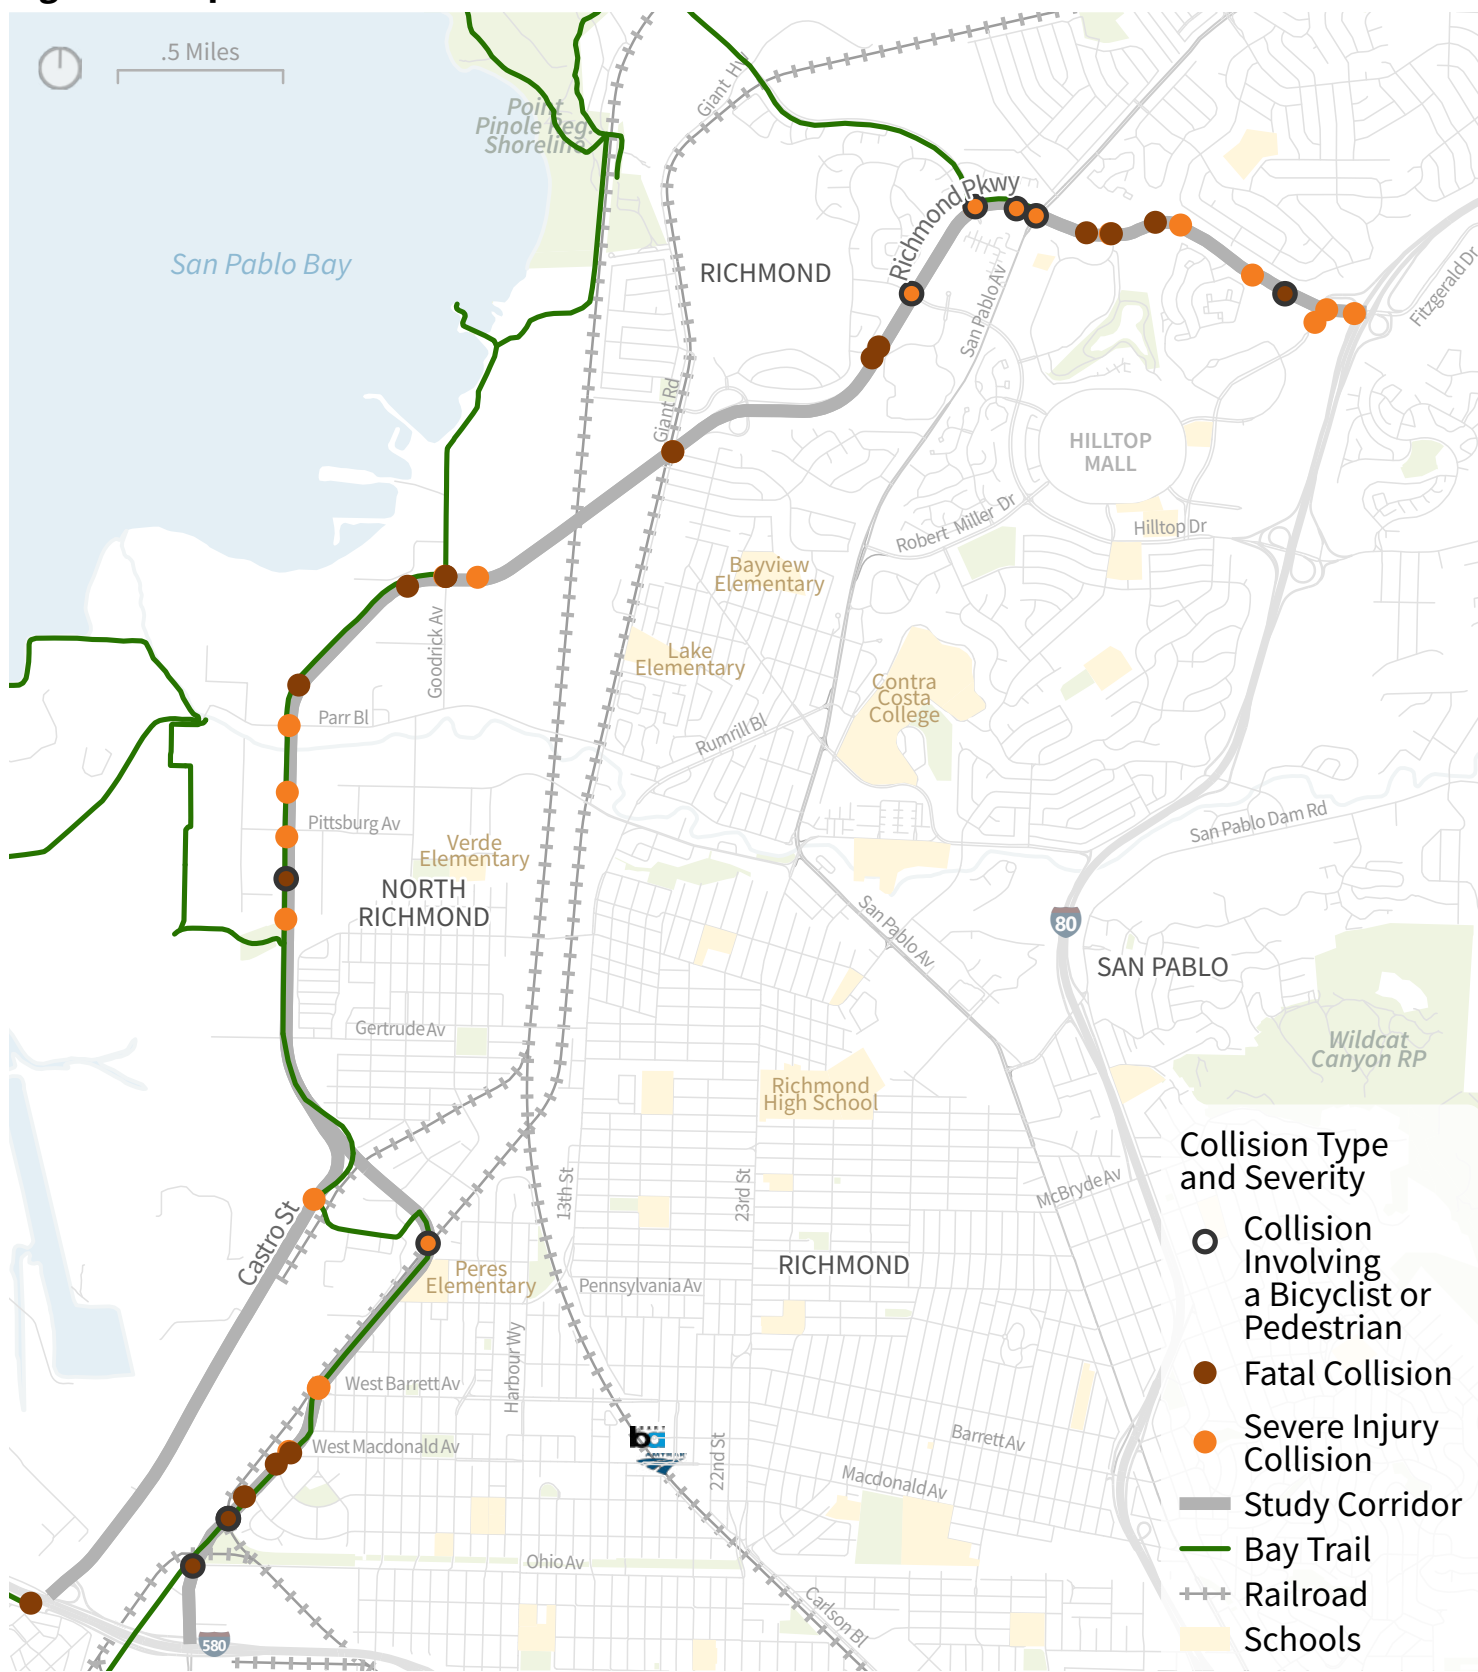 .5 Miles
Point
Pinole Reg.
Shoreline
Giant Hy
San Pablo Bay
RICHMOND
Richmond Pkwy
San Pablo Av
Fitzgerald Dr
Giant Rd
HILLTOP
MALL
Robert Miller Dr
Hilltop Dr
Bayview
Elementary
Goodrick Av
Lake
Elementary
Contra
Costa
College
Parr Bl
Rumrill Bl
Pittsburg Av
San Pablo Dam Rd
Verde
Elementary
NORTH
RICHMOND
San Pablo Av
80
SAN PABLO
Gertrude Av
Wildcat
Canyon RP
Richmond
High School
13th St
23rd St
McBryde Av
Castro St
Peres
Elementary
Pennsylvania Av
RICHMOND
Harbour Wy
West Barrett Av
West Macdonald Av
ba
AMTRAK
22nd St
Barrett Av
Macdonald Av
Ohio Av
Carlson Bl
580
Collision Type
and Severity
Collision
Involving
a Bicyclist or
Pedestrian
Fatal Collision
Severe Injury
Collision
Study Corridor
Bay Trail
Railroad
Schools